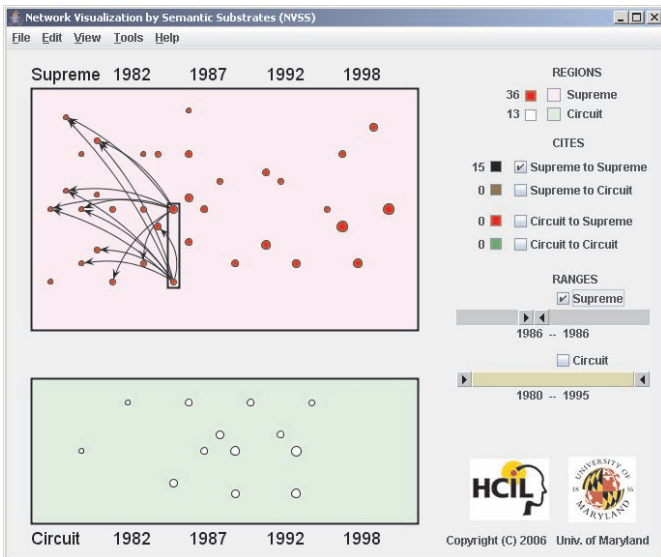 Network Visualization by Semantic Substrates (NVSS)
File Edit View Tools Help
Supreme 1982 1987 1992 1998
REGIONS
36 Supreme
13 Circuit
CITES
15 Supreme to Supreme
0 Supreme to Circuit
0 Circuit to Supreme
0 Circuit to Circuit
RANGES
Supreme
1986 -- 1986
Circuit
1980 -- 1995
Circuit 1982 1987 1992 1998
HCIL
UNIVERSITY OF
MARYLAND
18 56
Copyright (C) 2006 Univ. of Maryland